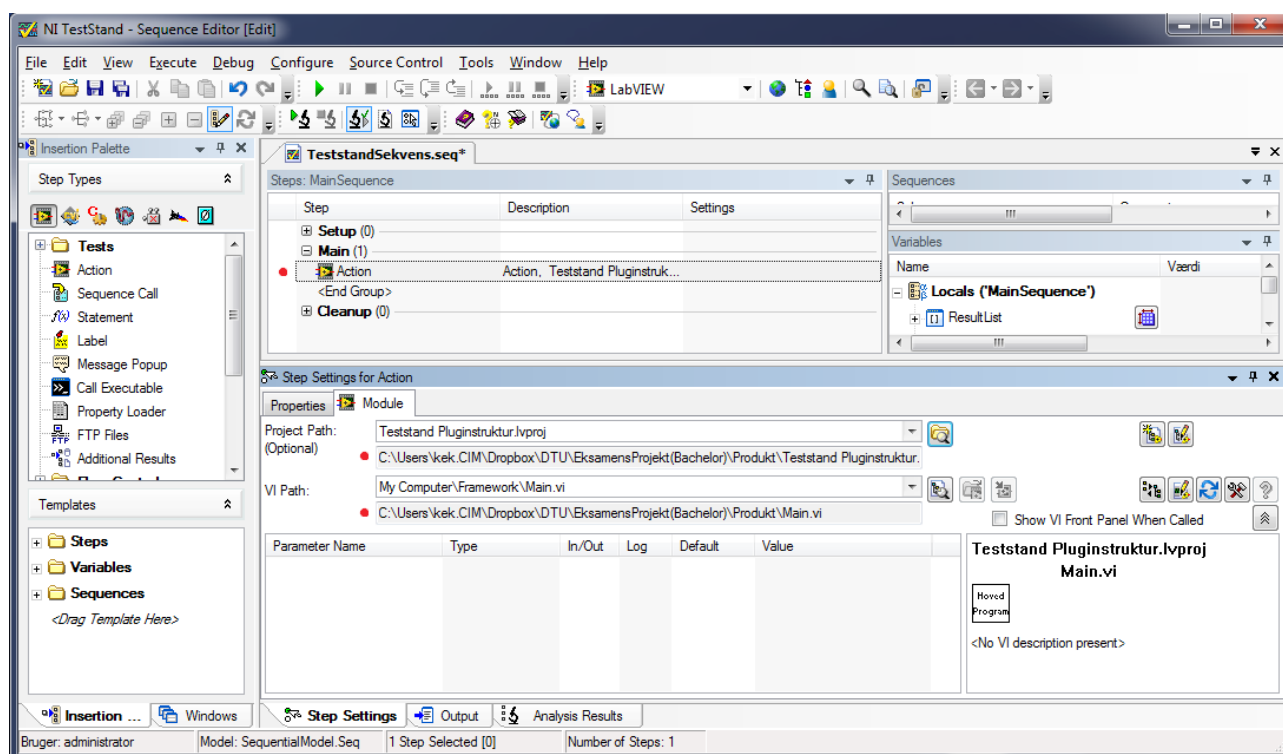 NI TestStand - Sequence Editor [Edit]
File Edit View Execute Debug Configure Source Control Tools Window Help
LabVIEW
Insertion Palette
Step Types
Tests
Action
Sequence Call
f(x) Statement
Label
Message Popup
Call Executable
Property Loader
FTP Files
Additional Results
Templates
Steps
Variables
Sequences
<Drag Template Here>
Insertion ... Windows
TeststandSekvens.seq*
Steps: MainSequence
Step Description Settings
Setup (0)
Main (1)
Action Action, Teststand Pluginstruk...
<End Group>
Cleanup (0)
Sequences
Variables
Name Værdi
Locals ('MainSequence')
ResultList
Step Settings for Action
Properties Module
Project Path: Teststand Pluginstruktur.lvproj
(Optional) C:\Users\kek.CIM\Dropbox\DTU\EksamensProjekt(Bachelor)\Produkt\Teststand Pluginstruktur.
VI Path: My Computer\Framework\Main.vi
C:\Users\kek.CIM\Dropbox\DTU\EksamensProjekt(Bachelor)\Produkt\Main.vi
Show VI Front Panel When Called
Parameter Name Type In/Out Log Default Value
Teststand Pluginstruktur.lvproj
Main.vi
Hoved
Program
<No VI description present>
Step Settings Output Analysis Results
Bruger: administrator Model: SequentialModel.Seq 1 Step Selected [0] Number of Steps: 1